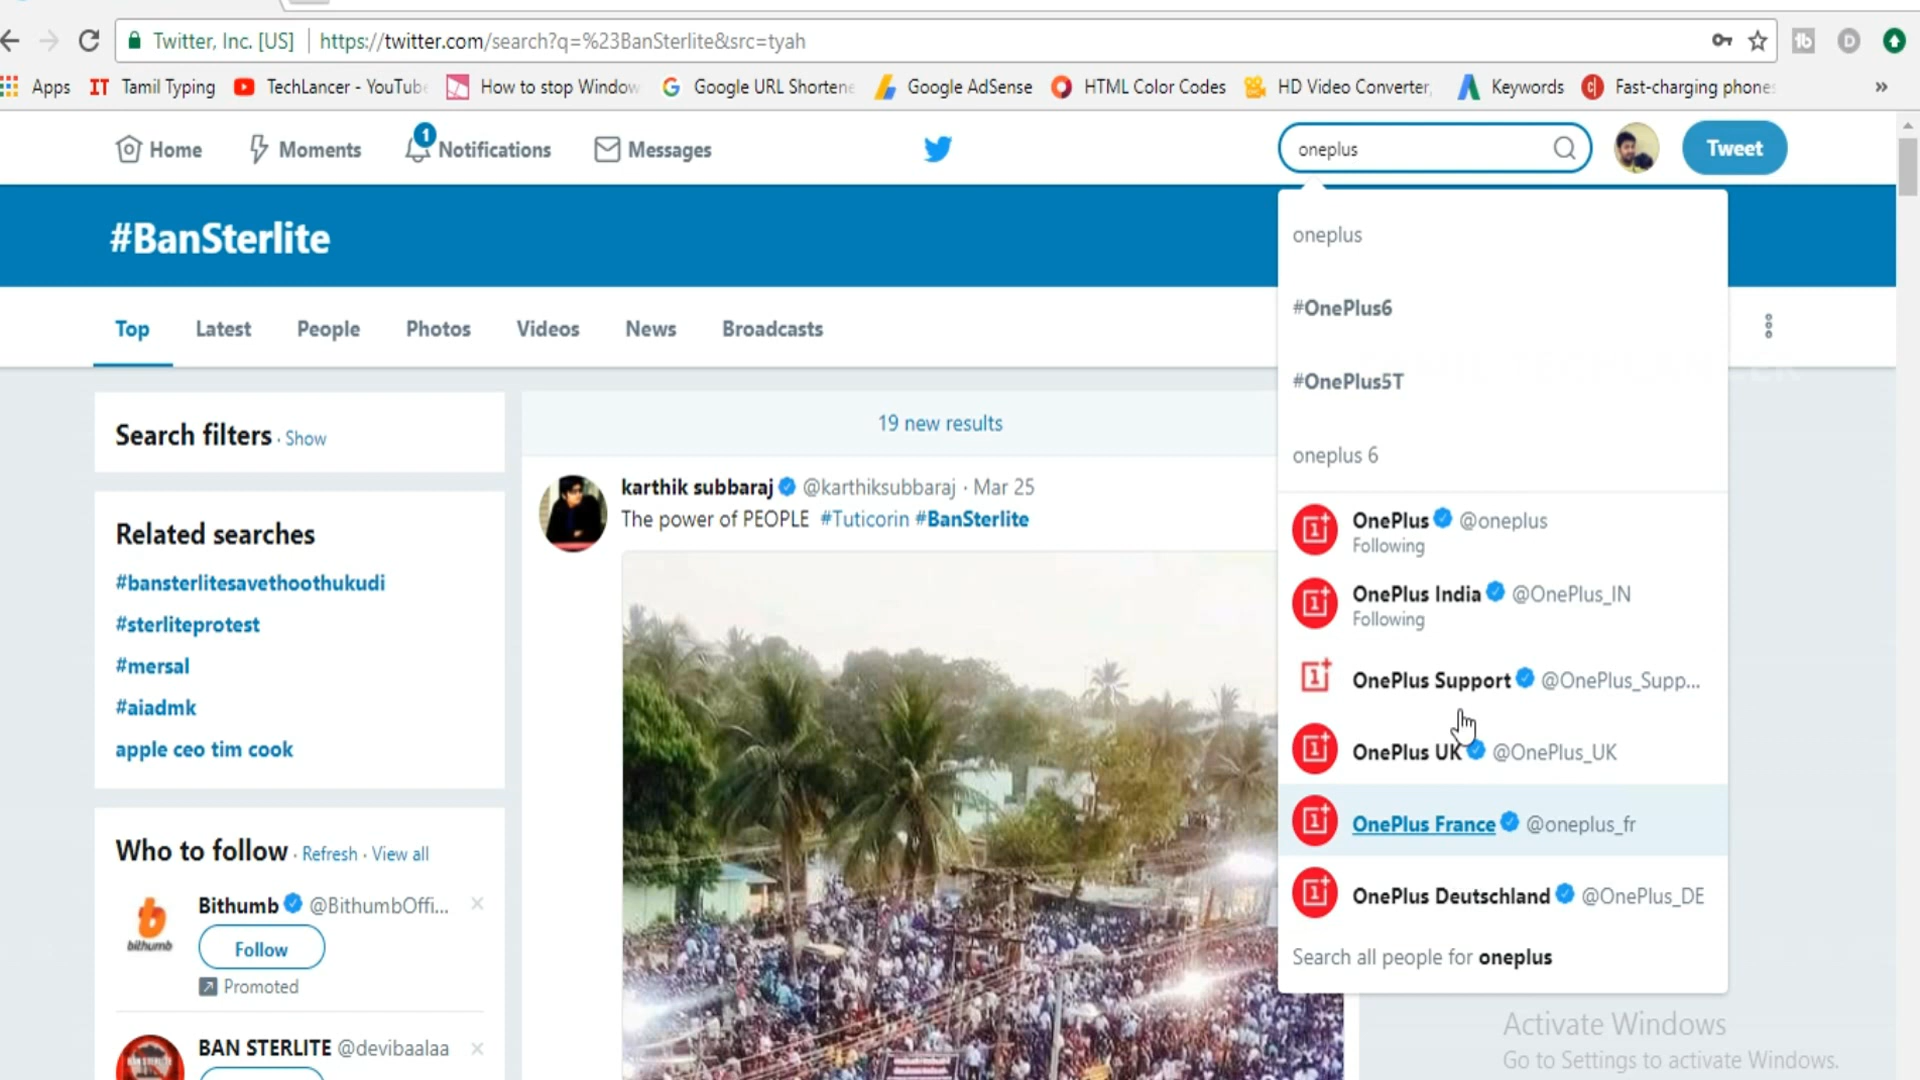 Twitter, Inc. [US] https://twitter.com/search?q=%23BanSterlite&src=tyah
Apps Tamil Typing TechLancer - YouTube How to stop Window Google URL Shortene Google AdSense HTML Color Codes HD Video Converter, Keywords Fast-charging phone »
Home Moments 1 Notifications Messages oneplus Tweet
#BanSterlite
Top Latest People Photos Videos News Broadcasts
Search filters · Show
Related searches
#bansterlitesavethoothukudi
#sterliteprotest
#mersal
#aiadmk
apple ceo tim cook
Who to follow · Refresh · View all
Bithumb @BithumbOffi...
bithumb
Follow
Promoted
BAN STERLITE @devibaalaa
19 new results
karthik subbaraj @karthiksubbaraj · Mar 25
The power of PEOPLE #Tuticorin #BanSterlite
oneplus
#OnePlus6
#OnePlus5T
oneplus 6
OnePlus @oneplus
Following
OnePlus India @OnePlus_IN
Following
OnePlus Support @OnePlus_Supp...
OnePlus UK @OnePlus_UK
OnePlus France @oneplus_fr
OnePlus Deutschland @OnePlus_DE
Search all people for oneplus
Activate Windows
Go to Settings to activate Windows.